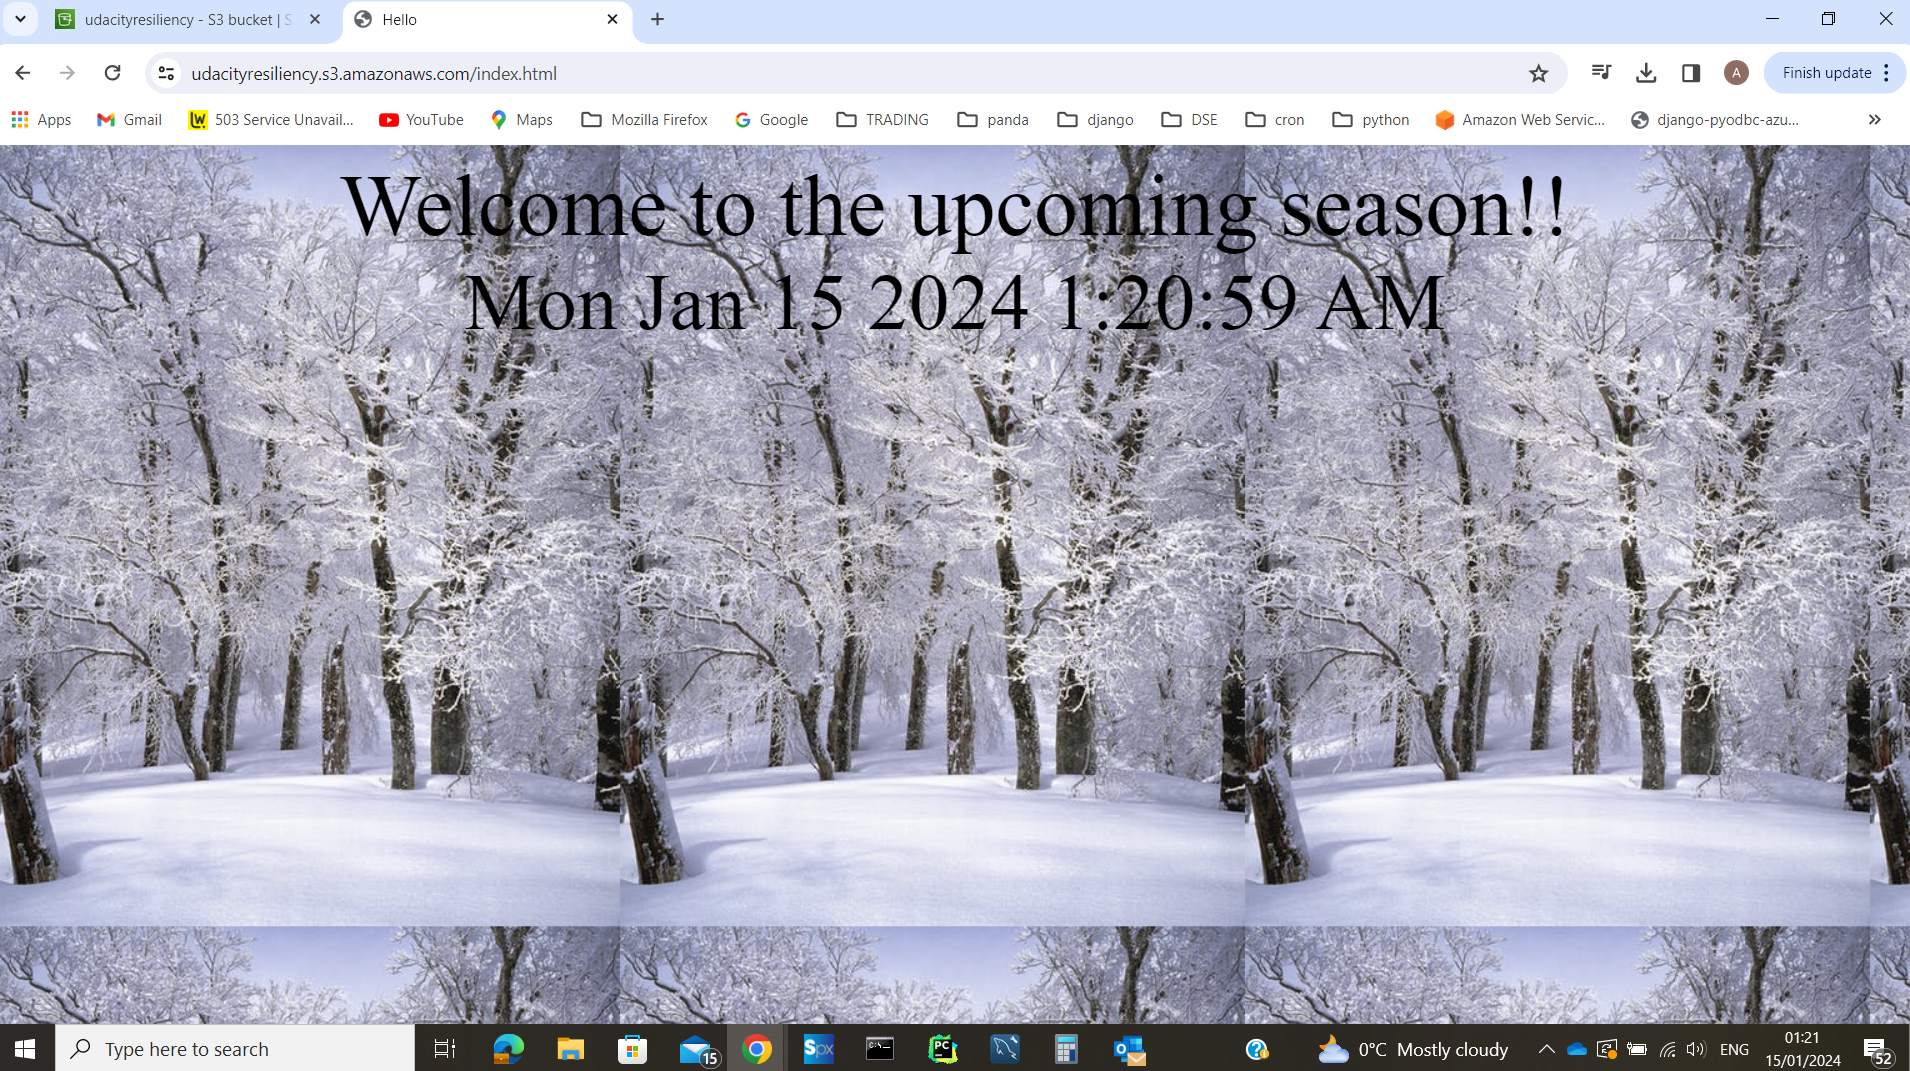 udacityresiliency - S3 bucket | S
Hello
udacityresiliency.s3.amazonaws.com/index.html
A
Finish update
Apps
Gmail
503 Service Unavail...
YouTube
Maps
Mozilla Firefox
Google
TRADING
panda
django
DSE
cron
python
Amazon Web Servic...
django-pyodbc-azu...
Welcome to the upcoming season!!
Mon Jan 15 2024 1:20:59 AM
Type here to search
15
Spx
C:\_
PC
0°C Mostly cloudy
ENG
01:21
15/01/2024
52